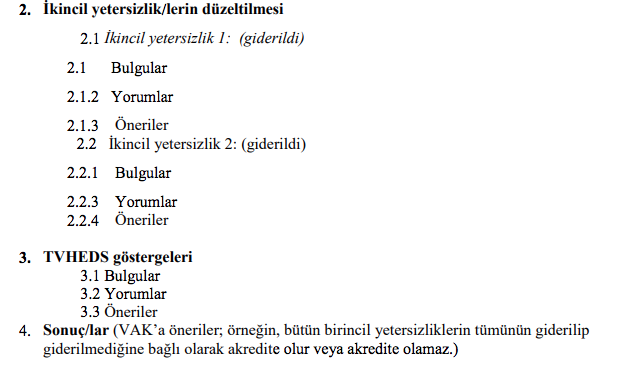 2. İkincil yetersizlik/lerin düzeltilmesi
2.1 İkincil yetersizlik 1: (giderildi)
2.1 Bulgular
2.1.2 Yorumlar
2.1.3 Öneriler
2.2 İkincil yetersizlik 2: (giderildi)
2.2.1 Bulgular
2.2.3 Yorumlar
2.2.4 Öneriler
3. TVHEDS göstergeleri
3.1 Bulgular
3.2 Yorumlar
3.3 Öneriler
4. Sonuç/lar (VAK’a öneriler; örneğin, bütün birincil yetersizliklerin tümünün giderilip
giderilmediğine bağlı olarak akredite olur veya akredite olamaz.)